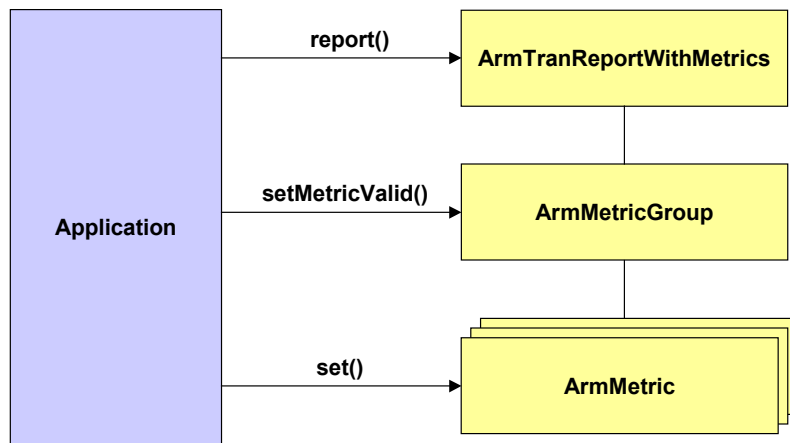 report()
ArmTranReportWithMetrics
setMetricValid()
ArmMetricGroup
Application
set()
ArmMetric